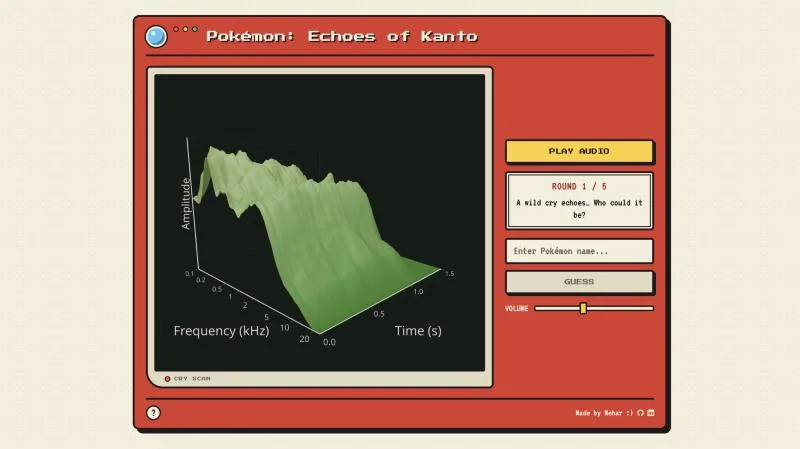 Pokémon: Echoes of Kanto
Amplitude
0.1
0.2
0.5
1
2
5
10
20
Frequency (kHz)
0.0
0.5
1.0
1.5
Time (s)
CRY SCAN
PLAY AUDIO
ROUND 1 / 5
A wild cry echoes… Who could it
be?
Enter Pokémon name...
GUESS
VOLUME
?
Made by Nehar :)